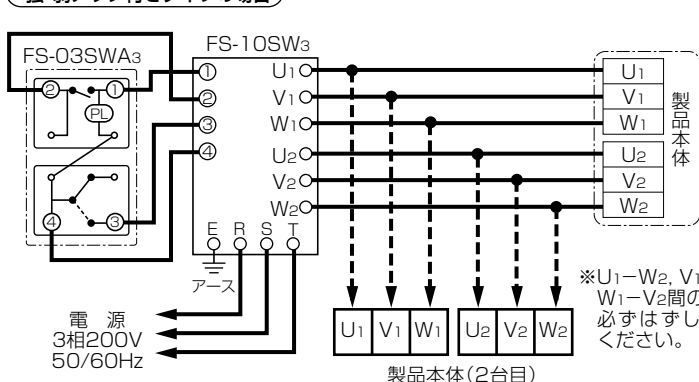 FS-03SWA3
FS-10SW3
② ①
PL
④ ③
①
②
③
④
U1
V1
W1
U2
V2
W2
E R S T
アース
電 源
3相200V
50/60Hz
U1
V1
W1
U2
V2
W2
製品本体
U1 V1 W1 U2 V2 W2
製品本体(2台目)
※U1−W2, V1
W1−V2間の
必ずはずし
ください。